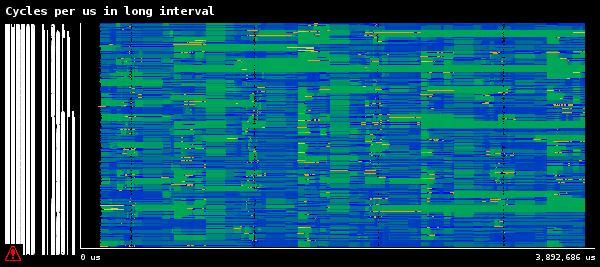 Cycles per us in long interval
0 us
3,892,686 us